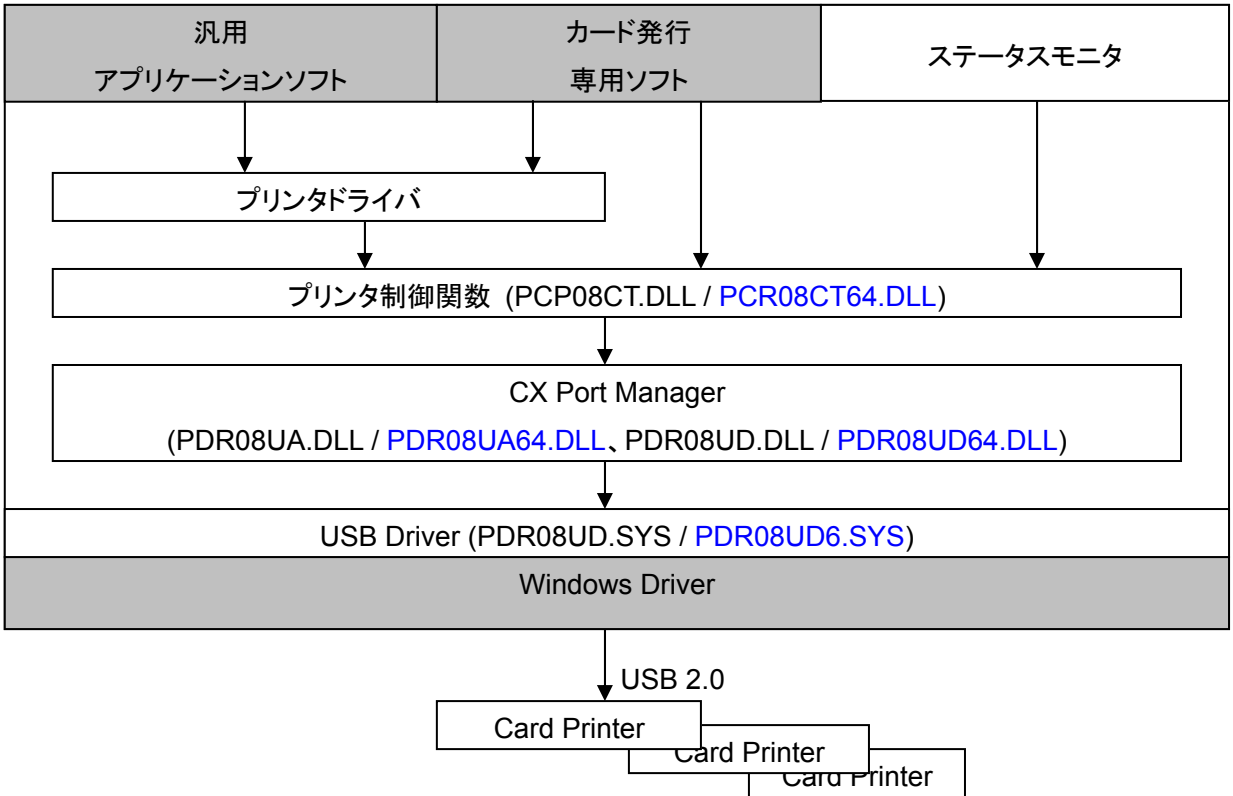 汎用
アプリケーションソフト
カード発行
専用ソフト
ステータスモニタ
プリンタドライバ
プリンタ制御関数 (PCP08CT.DLL / PCR08CT64.DLL)
CX Port Manager
(PDR08UA.DLL / PDR08UA64.DLL、PDR08UD.DLL / PDR08UD64.DLL)
USB Driver (PDR08UD.SYS / PDR08UD6.SYS)
Windows Driver
USB 2.0
Card Printer
Card Printer
Card Printer